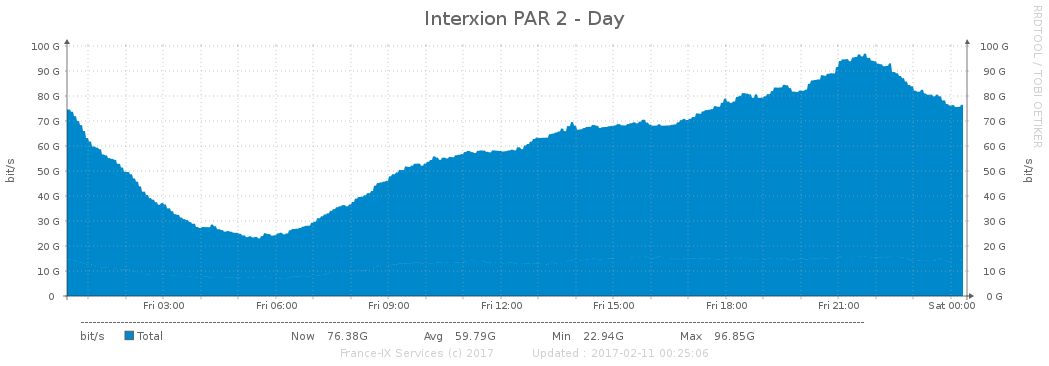 Interxion PAR 2 - Day
RRDTOOL / TOBI OETIKER
bit/s
bit/s
100 G 100 G
90 G 90 G
80 G 80 G
70 G 70 G
60 G 60 G
50 G 50 G
40 G 40 G
30 G 30 G
20 G 20 G
10 G 10 G
0 0 G
Fri 03:00 Fri 06:00 Fri 09:00 Fri 12:00 Fri 15:00 Fri 18:00 Fri 21:00 Sat 00:00
bit/s Total Now 76.38G Avg 59.79G Min 22.94G Max 96.85G
France-IX Services (c) 2017 Updated : 2017-02-11 00:25:06